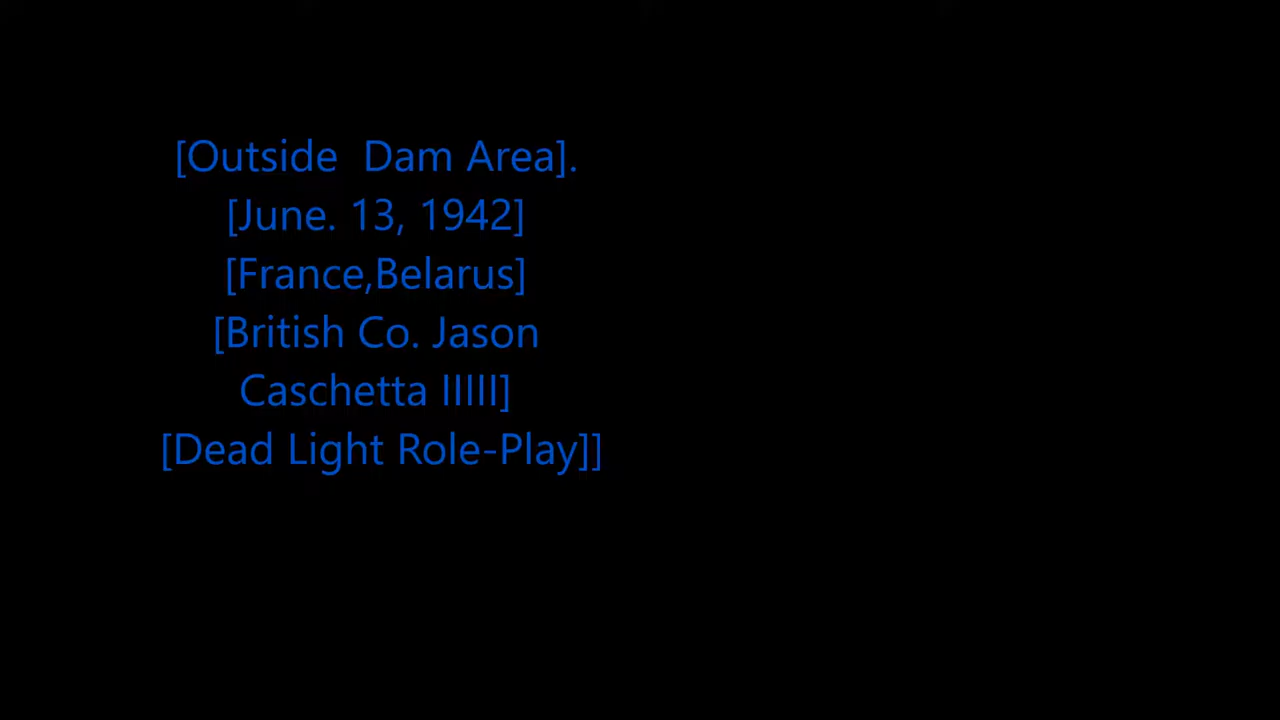 [Outside  Dam Area].
[June. 13, 1942]
[France,Belarus]
[British Co. Jason
Caschetta IIIII]
[Dead Light Role-Play]]